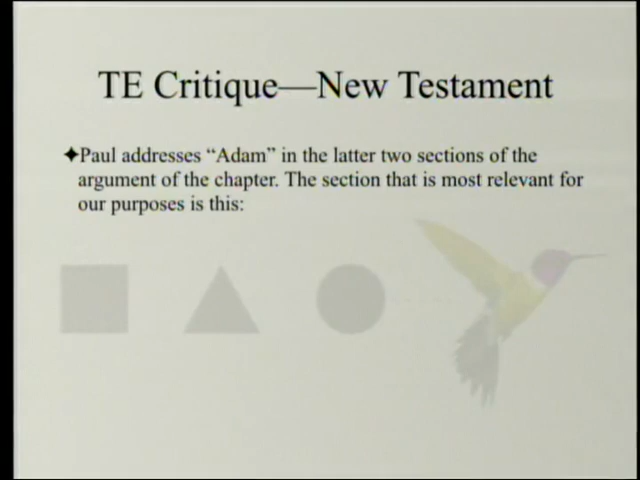 TE Critique—New Testament
✦Paul addresses “Adam” in the latter two sections of the
argument of the chapter. The section that is most relevant for
our purposes is this: